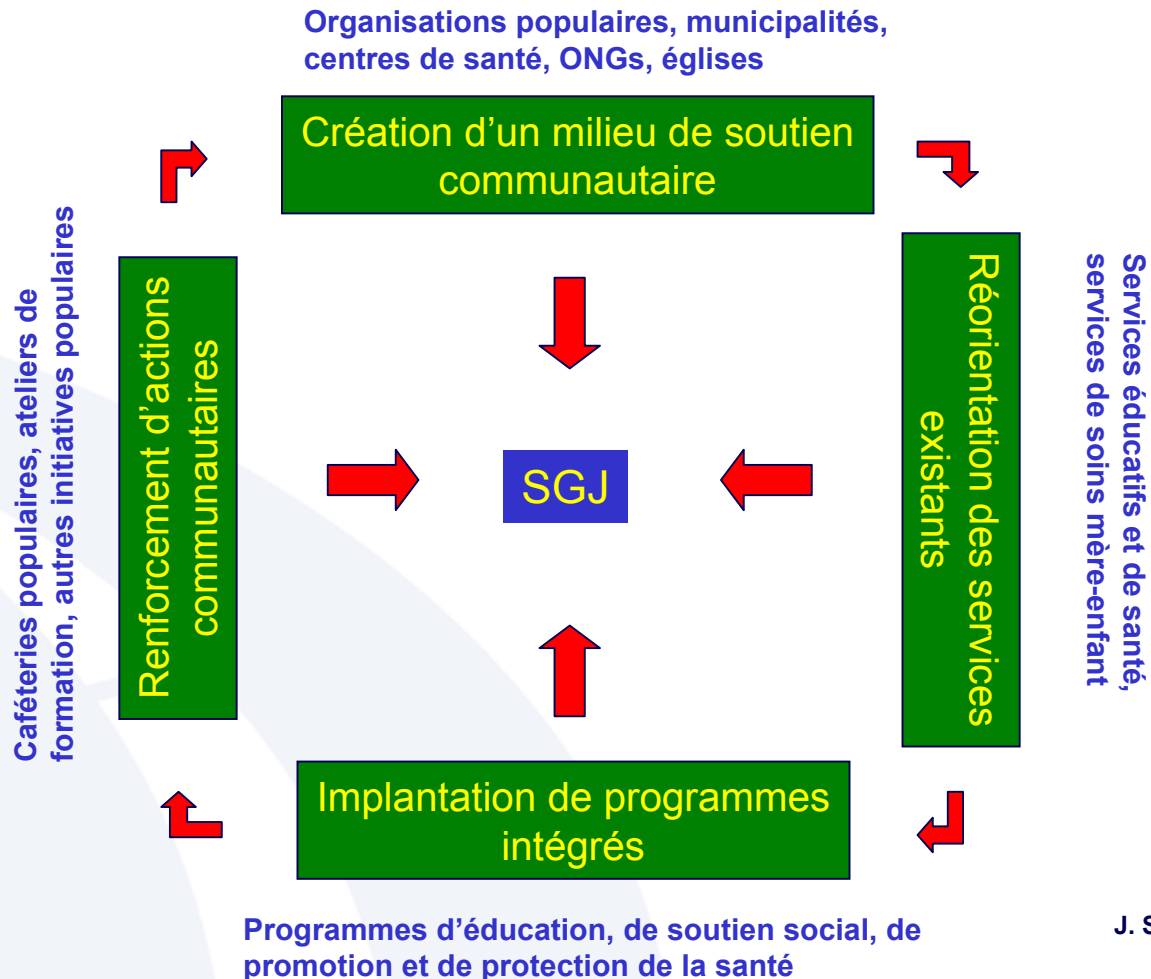 Organisations populaires, municipalités,
centres de santé, ONGs, églises
Création d’un milieu de soutien
communautaire
Caféteries populaires, ateliers de
formation, autres initiatives populaires
Renforcement d’actions
communautaires
SGJ
Réorientation des services
existants
Services éducatifs et de santé,
services de soins mère-enfant
Implantation de programmes
intégrés
Programmes d’éducation, de soutien social, de
promotion et de protection de la santé
J. S